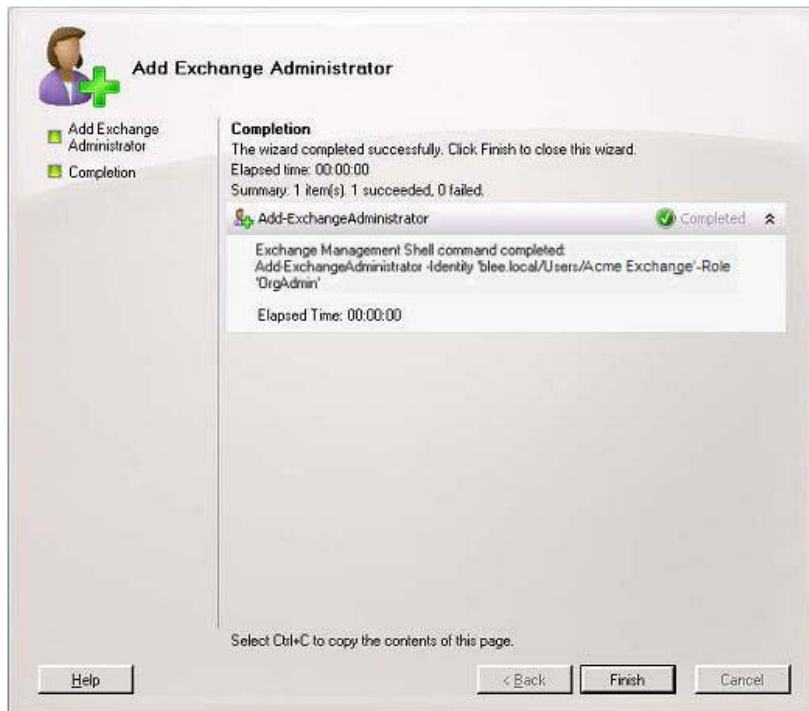 Add Exchange Administrator
Add Exchange
Administrator
Completion
Completion
The wizard completed successfully. Click Finish to close this wizard.
Elapsed time: 00:00:00
Summary: 1 item(s). 1 succeeded, 0 failed.
Add-ExchangeAdministrator
Completed
Exchange Management Shell command completed:
Add-ExchangeAdministrator -Identity 'blee.local/Users/Acme Exchange'-Role
'OrgAdmin'
Elapsed Time: 00:00:00
Select Ctrl+C to copy the contents of this page.
Help
< Back
Finish
Cancel